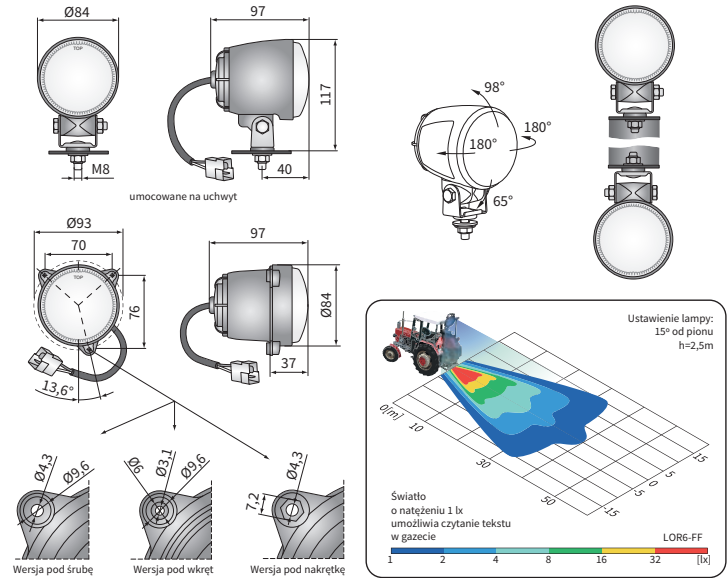 Ø84
TOP
M8
97
117
40
umocowane na uchwyt
98°
180°
180°
65°
Ø93
70
TOP
76
13,6°
97
Ø84
37
Ø4,3
Ø9,6
Wersja pod śrubę
Ø6
Ø3,1
Ø9,6
Wersja pod wkręt
Ø4,3
7,2
Wersja pod nakrętkę
Ustawienie lampy:
15º od pionu
h=2,5m
0[m]
10
30
50
15
5
0
-5
-15
Światło
o natężeniu 1 lx
umożliwia czytanie tekstu
w gazecie
LOR6-FF
1 2 4 8 16 32 [lx]